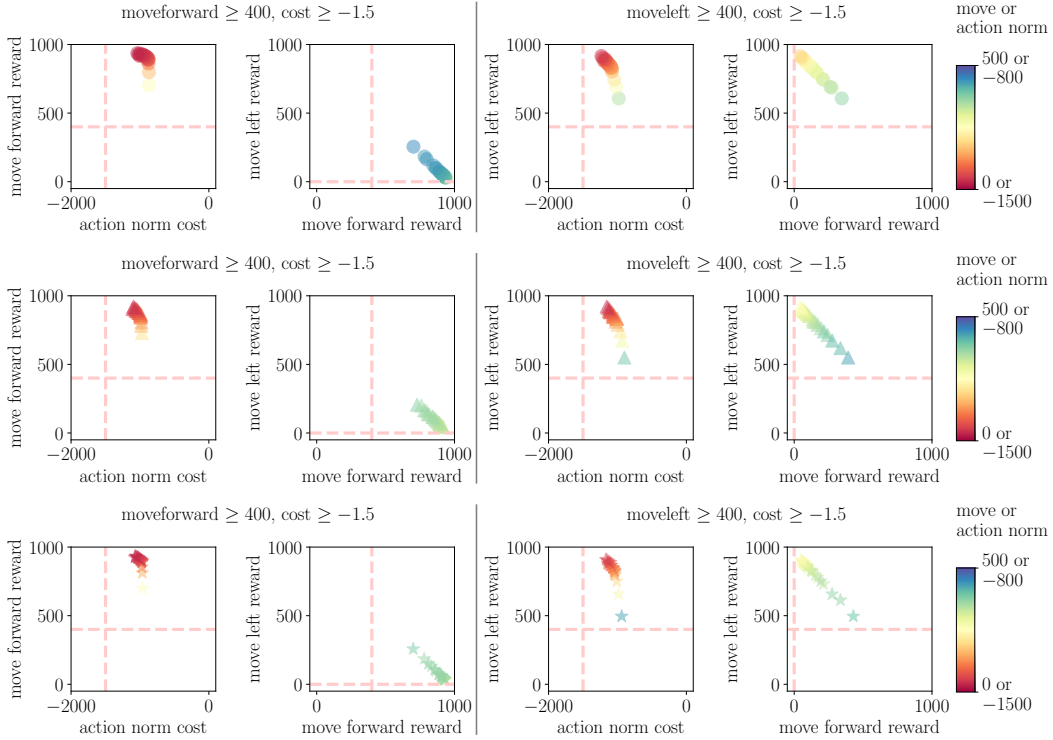 moveforward ≥ 400, cost ≥ −1.5
moveleft ≥ 400, cost ≥ −1.5
move or
action norm
move forward reward
1000
500
0
−2000
0
action norm cost
move left reward
1000
500
0
0
1000
move forward reward
move left reward
1000
500
0
−2000
0
action norm cost
move left reward
1000
500
0
0
1000
move forward reward
500 or
−800
0 or
−1500
moveforward ≥ 400, cost ≥ −1.5
moveleft ≥ 400, cost ≥ −1.5
move or
action norm
move forward reward
1000
500
0
−2000
0
action norm cost
move left reward
1000
500
0
0
1000
move forward reward
move left reward
1000
500
0
−2000
0
action norm cost
move left reward
1000
500
0
0
1000
move forward reward
500 or
−800
0 or
−1500
moveforward ≥ 400, cost ≥ −1.5
moveleft ≥ 400, cost ≥ −1.5
move or
action norm
move forward reward
1000
500
0
−2000
0
action norm cost
move left reward
1000
500
0
0
1000
move forward reward
move left reward
1000
500
0
−2000
0
action norm cost
move left reward
1000
500
0
0
1000
move forward reward
500 or
−800
0 or
−1500